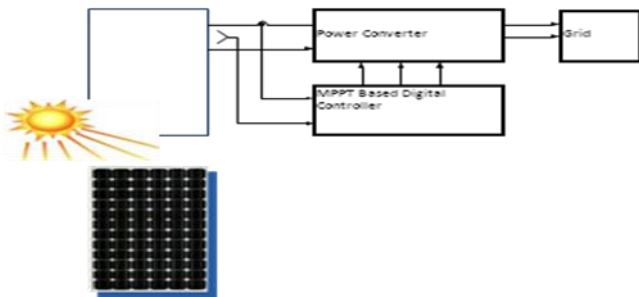 Power Converter
Grid
MPPT Based Digital
Controller